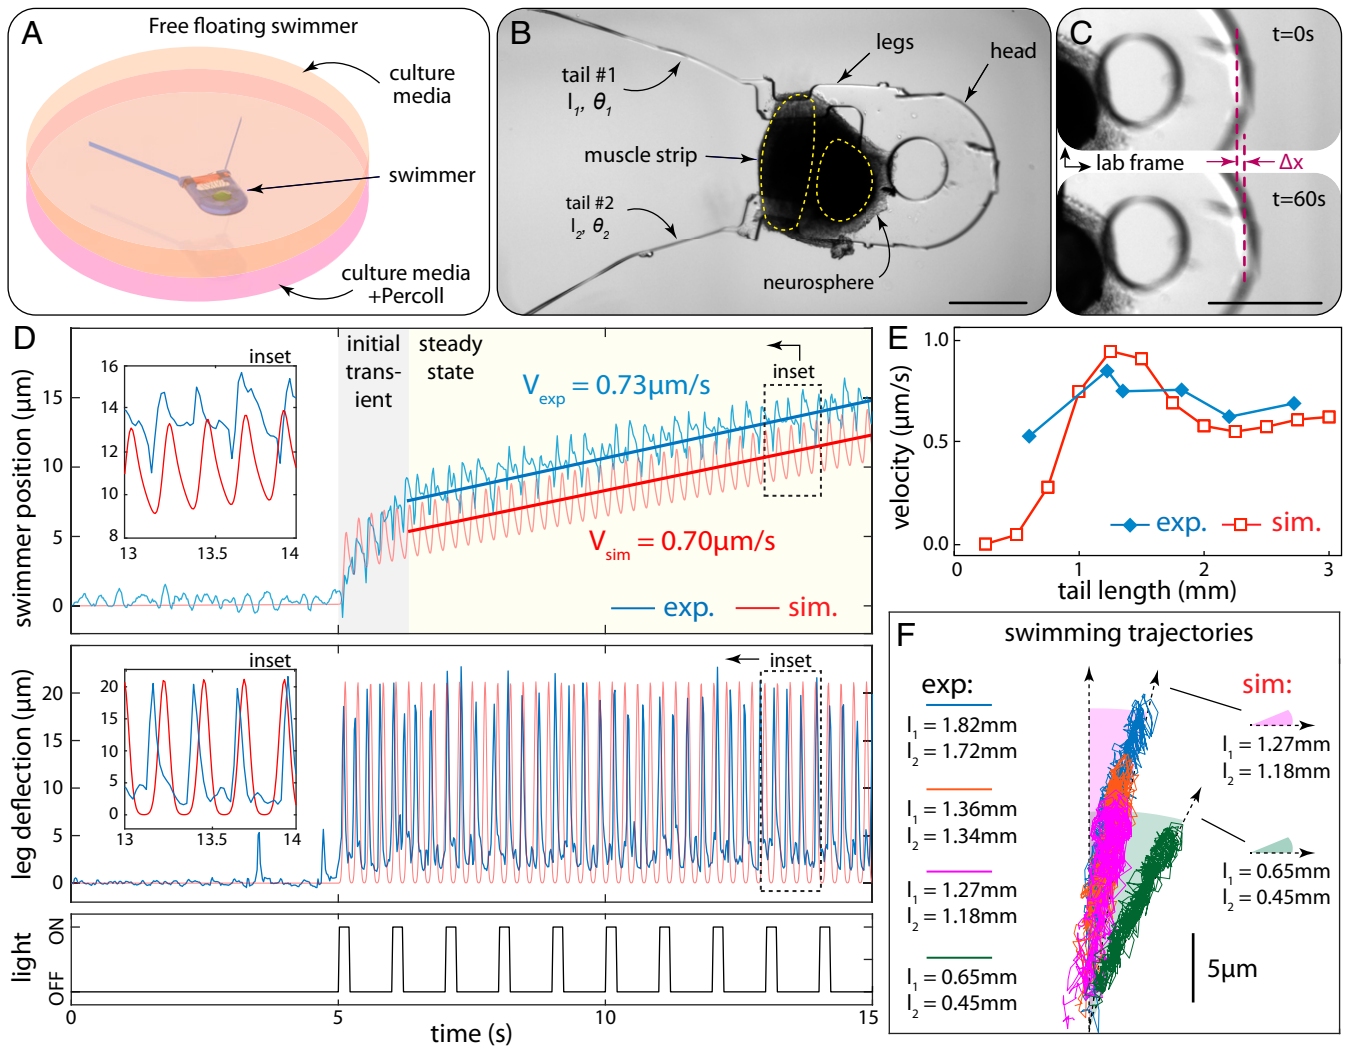 A
Free floating swimmer
culture
media
swimmer
culture media
+Percoll
B
tail #1
l₁, θ₁
legs
head
muscle strip
tail #2
l₂, θ₂
neurosphere
C
t=0s
lab frame
Δx
t=60s
D
swimmer position (μm)
15
10
5
0
initial
trans-
ient
steady
state
inset
V_exp = 0.73μm/s
V_sim = 0.70μm/s
exp.
sim.
inset
16
14
12
10
8
13
13.5
14
leg deflection (μm)
20
15
10
5
0
inset
inset
20
15
10
5
0
13
13.5
14
light
ON
OFF
0
5
10
15
time (s)
E
velocity (μm/s)
1.0
0.5
0.0
exp.
sim.
0
1
2
3
tail length (mm)
F
swimming trajectories
exp:
l₁ = 1.82mm
l₂ = 1.72mm
l₁ = 1.36mm
l₂ = 1.34mm
l₁ = 1.27mm
l₂ = 1.18mm
l₁ = 0.65mm
l₂ = 0.45mm
sim:
l₁ = 1.27mm
l₂ = 1.18mm
l₁ = 0.65mm
l₂ = 0.45mm
5μm